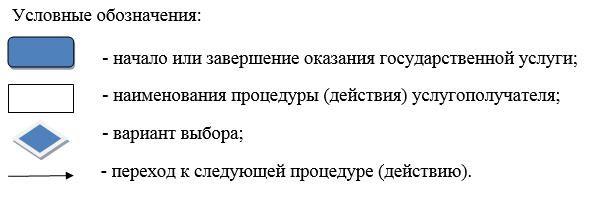 Условные обозначения:
- начало или завершение оказания государственной услуги;
- наименования процедуры (действия) услугополучателя;
- вариант выбора;
- переход к следующей процедуре (действию).